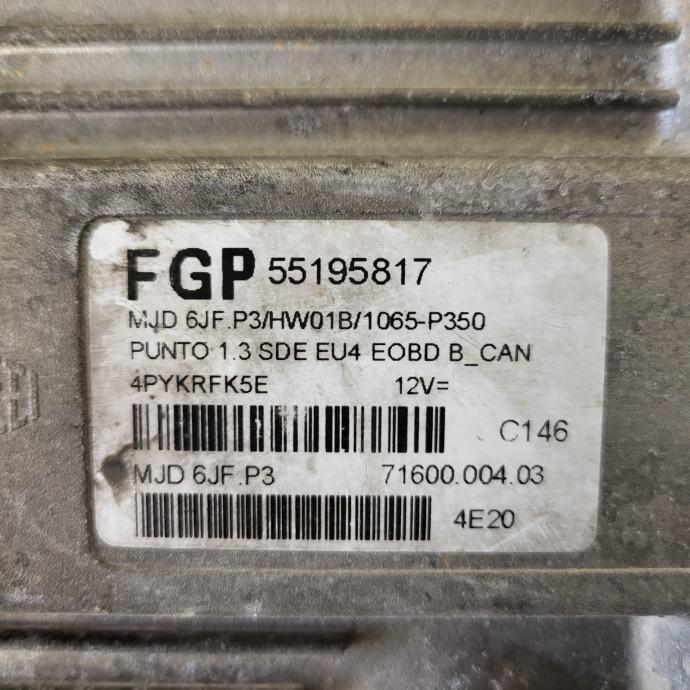 FGP 55195817
MJD 6JF.P3/HW01B/1065-P350
PUNTO 1.3 SDE EU4 EOBD B_CAN
4PYKRFK5E 12V=
C146
MJD 6JF.P3 71600.004.03
4E20